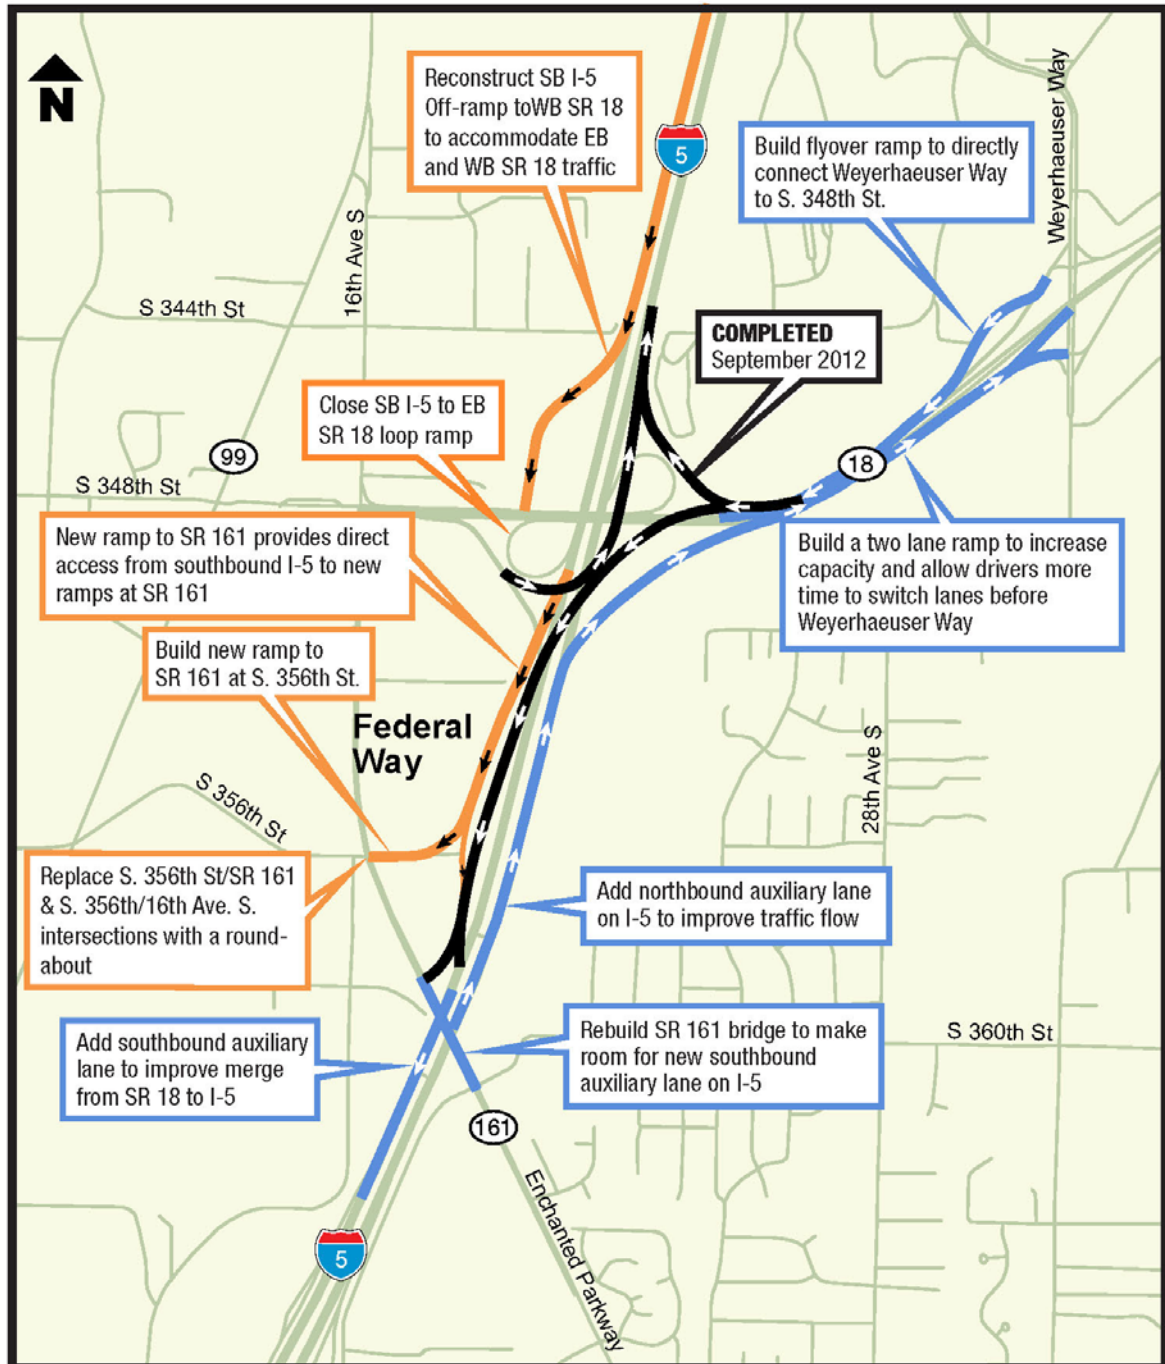 N
Reconstruct SB I-5
Off-ramp toWB SR 18
to accommodate EB
and WB SR 18 traffic
5
Build flyover ramp to directly
connect Weyerhaeuser Way
to S. 348th St.
Weyerhaeuser Way
16th Ave S
S 344th St
COMPLETED
September 2012
Close SB I-5 to EB
SR 18 loop ramp
99
18
S 348th St
New ramp to SR 161 provides direct
access from southbound I-5 to new
ramps at SR 161
Build a two lane ramp to increase
capacity and allow drivers more
time to switch lanes before
Weyerhaeuser Way
Build new ramp to
SR 161 at S. 356th St.
Federal
Way
28th Ave S
S 356th St
Replace S. 356th St/SR 161
& S. 356th/16th Ave. S.
intersections with a round-
about
Add northbound auxiliary lane
on I-5 to improve traffic flow
Add southbound auxiliary
lane to improve merge
from SR 18 to I-5
Rebuild SR 161 bridge to make
room for new southbound
auxiliary lane on I-5
S 360th St
161
Enchanted Parkway
5